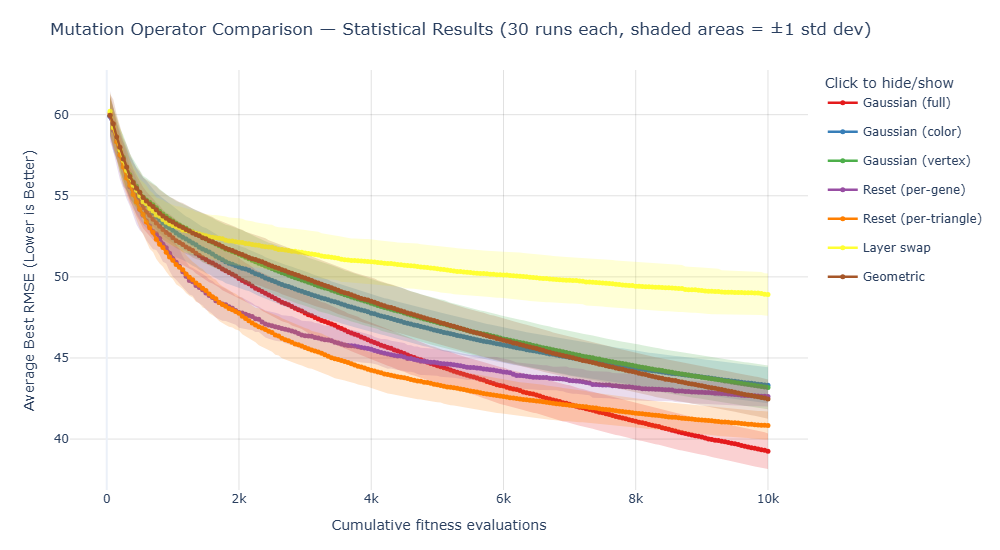 Mutation Operator Comparison — Statistical Results (30 runs each, shaded areas = ±1 std dev)
Average Best RMSE (Lower is Better)
60
55
50
45
40
0
2k
4k
6k
8k
10k
Cumulative fitness evaluations
Click to hide/show
Gaussian (full)
Gaussian (color)
Gaussian (vertex)
Reset (per-gene)
Reset (per-triangle)
Layer swap
Geometric